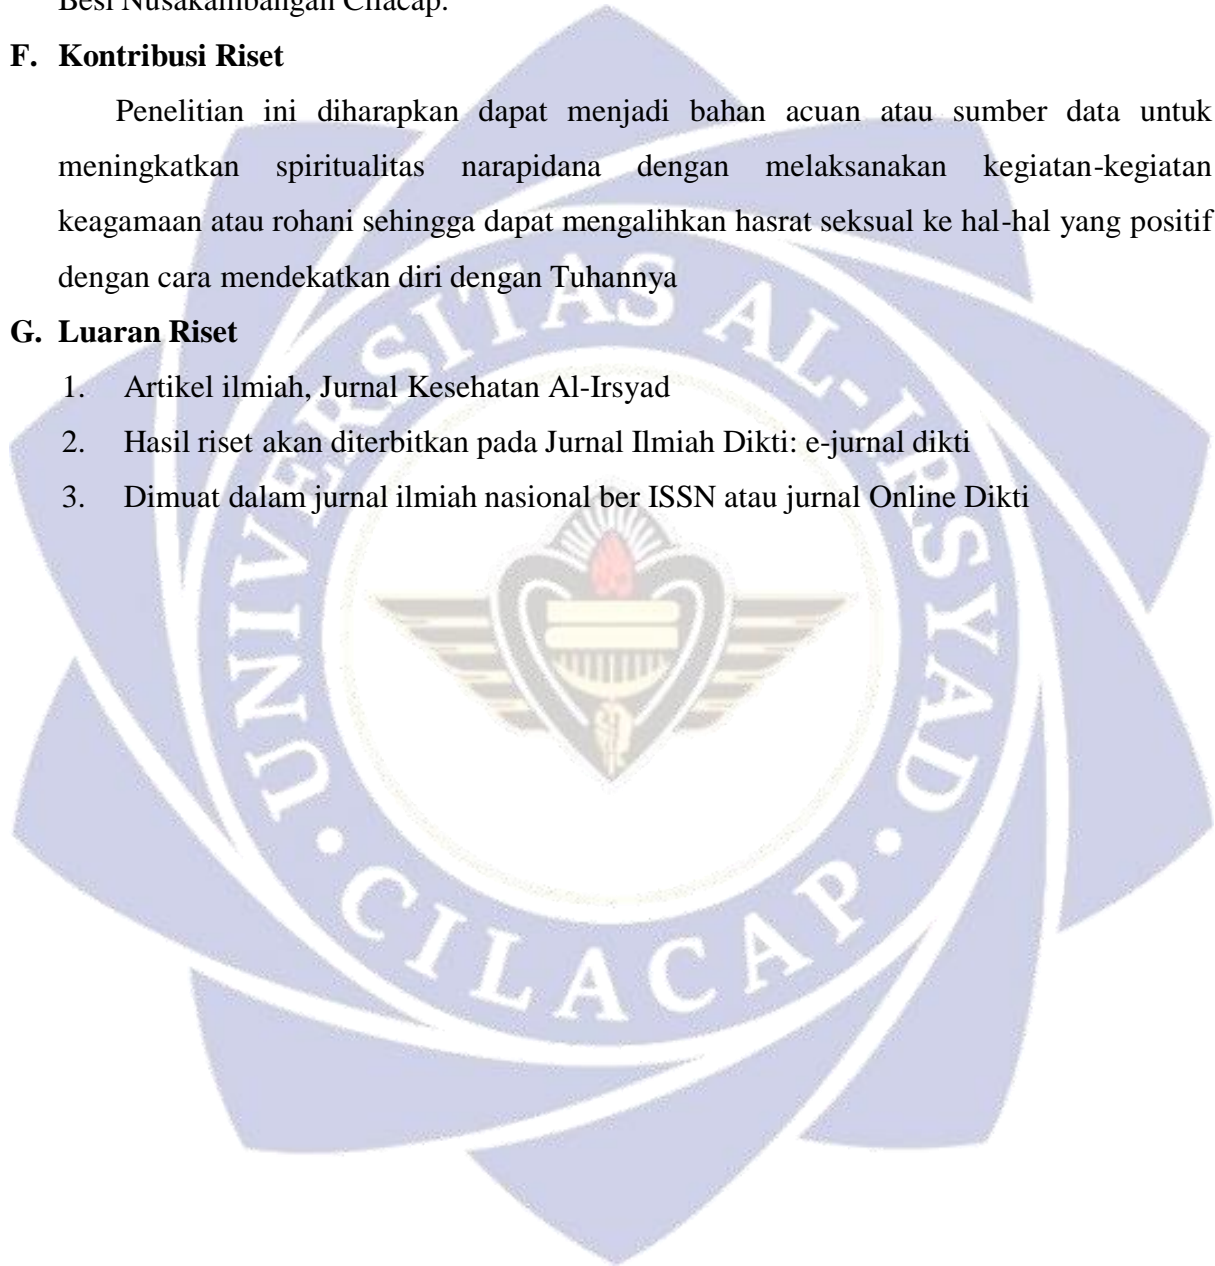 Besi Nusakambangan Cilacap.
F. Kontribusi Riset
Penelitian ini diharapkan dapat menjadi bahan acuan atau sumber data untuk
meningkatkan spiritualitas narapidana dengan melaksanakan kegiatan-kegiatan
keagamaan atau rohani sehingga dapat mengalihkan hasrat seksual ke hal-hal yang positif
dengan cara mendekatkan diri dengan Tuhannya
G. Luaran Riset
1. Artikel ilmiah, Jurnal Kesehatan Al-Irsyad
2. Hasil riset akan diterbitkan pada Jurnal Ilmiah Dikti: e-jurnal dikti
3. Dimuat dalam jurnal ilmiah nasional ber ISSN atau jurnal Online Dikti
UNIVERSITAS AL-IRSYAD
• CILACAP •